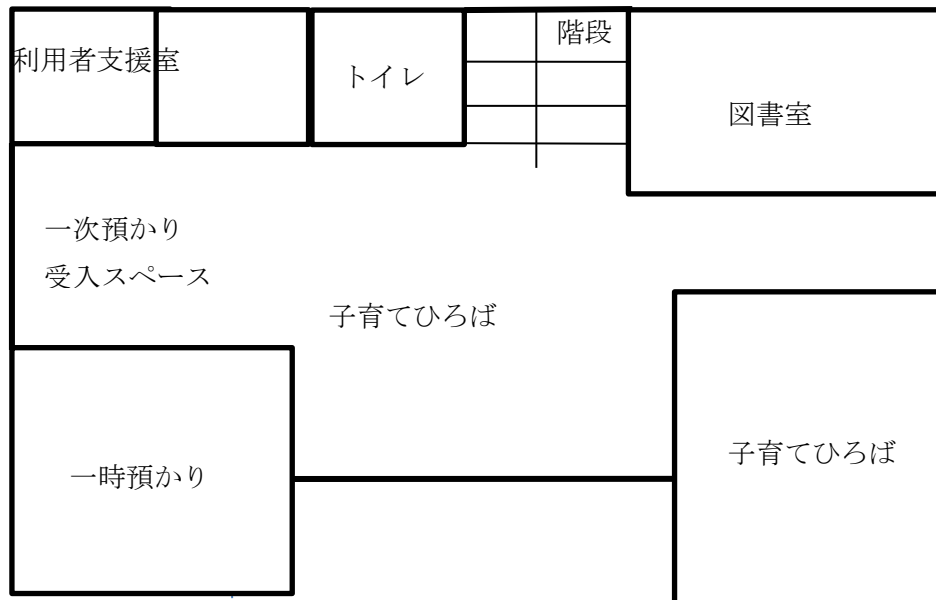 階段
利用者支援室
トイレ
図書室
一次預かり
受入スペース
子育てひろば
一時預かり
子育てひろば